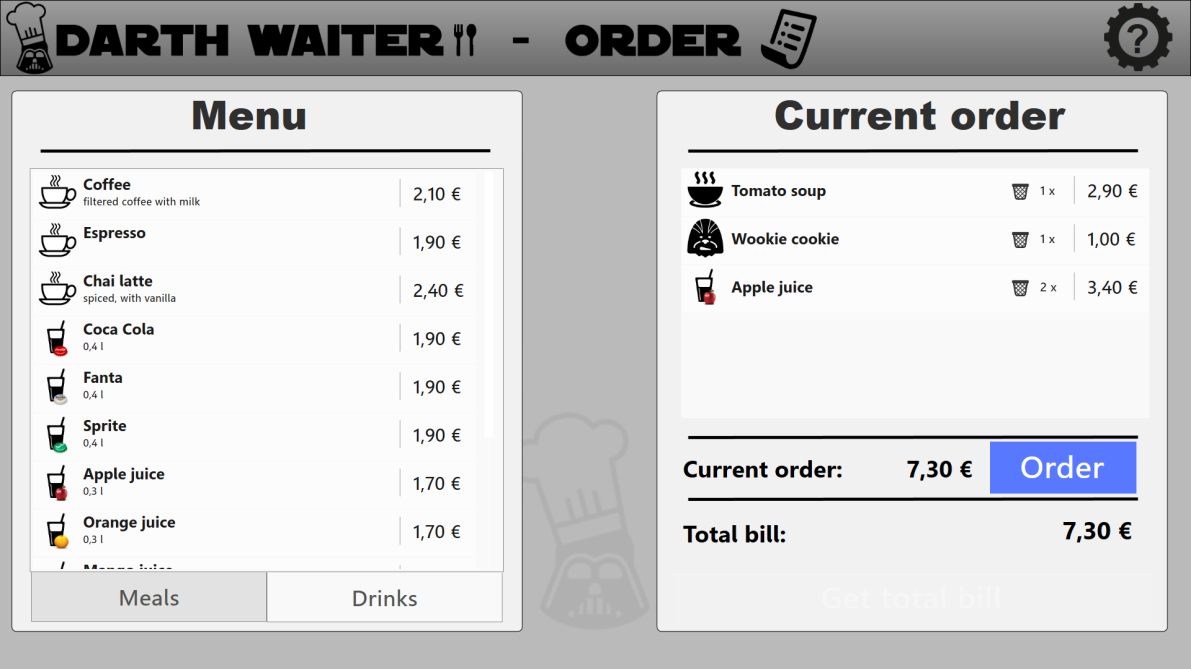 DARTH WAITER - ORDER
?
Menu
Coffee
filtered coffee with milk
2,10 €
Espresso
1,90 €
Chai latte
spiced, with vanilla
2,40 €
Coca Cola
0,4 l
1,90 €
Fanta
0,4 l
1,90 €
Sprite
0,4 l
1,90 €
Apple juice
0,3 l
1,70 €
Orange juice
0,3 l
1,70 €
Mango juice
Meals
Drinks
Current order
Tomato soup 1 x 2,90 €
Wookie cookie 1 x 1,00 €
Apple juice 2 x 3,40 €
Current order: 7,30 € Order
Total bill: 7,30 €
Get total bill